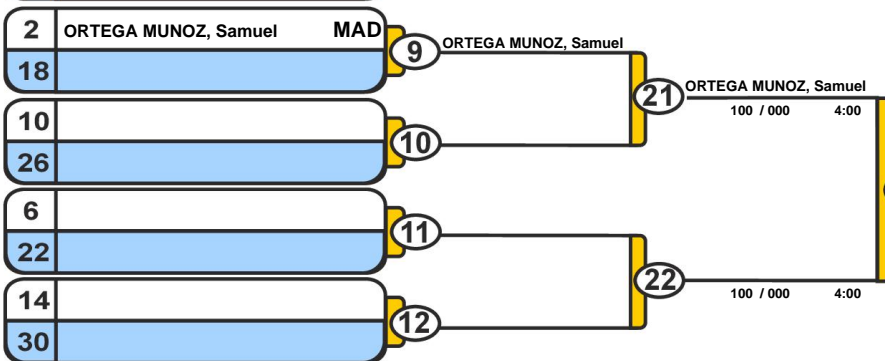 2 ORTEGA MUNOZ, Samuel MAD
18
9 ORTEGA MUNOZ, Samuel
10
26
10
21 ORTEGA MUNOZ, Samuel
100 / 000 4:00
6
22
11
14
30
12
22
100 / 000 4:00